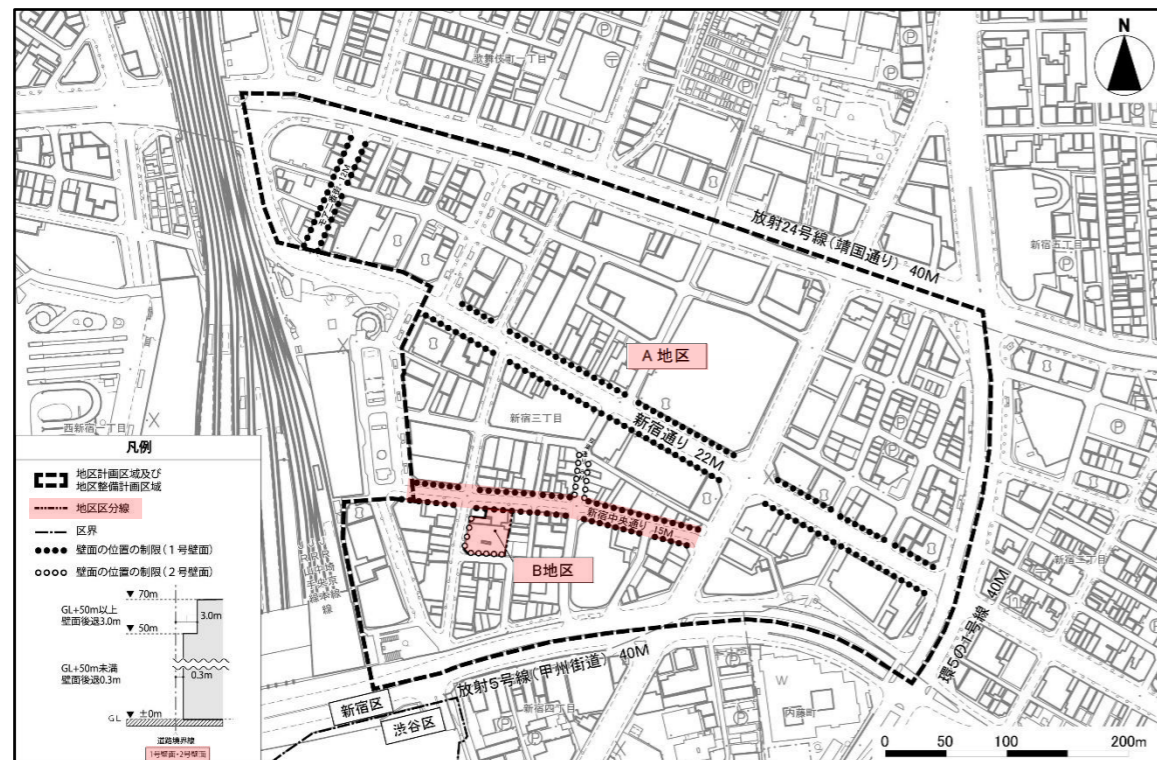 N
歌舞伎町一丁目
放射24号線(靖国通り) 40M
新宿五丁目
A 地区
新宿三丁目
新宿通り 22M
西新宿一丁目
新宿中央通り 15M
B地区
新宿三丁目
環5の1号線 40M
放射5号線(甲州街道) 40M
新宿四丁目
内藤町
新宿区
渋谷区
凡例
地区計画区域及び
地区整備計画区域
地区区分線
区界
壁面の位置の制限(1号壁面)
壁面の位置の制限(2号壁面)
70m
GL+50m以上
壁面後退3.0m
3.0m
50m
GL+50m未満
壁面後退0.3m
0.3m
GL
±0m
道路境界線
1号壁面・2号壁面
0 50 100 200m